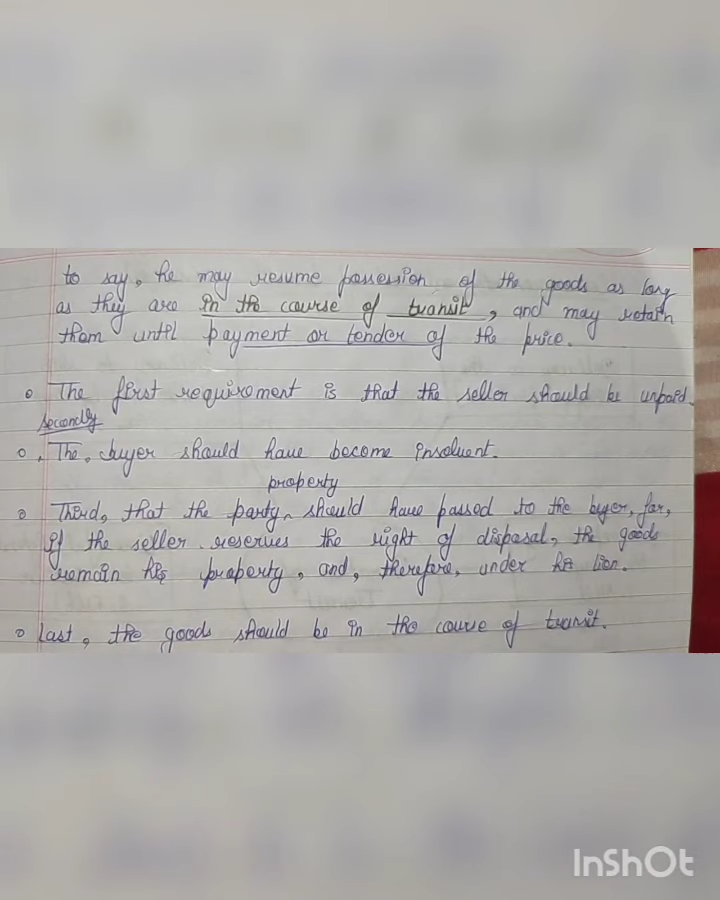 to say, he may resume possession of the goods as long
as they are in the course of transit, and may retain
them until payment or tender of the price.
The first requirement is that the seller should be unpaid.
secondly
The buyer should have become insolvent.
property
Third, that the party should have passed to the buyer, for,
if the seller reserves the right of disposal, the goods
remain his property, and, therefore, under his lien.
Last, the goods should be in the course of transit.
InShOt